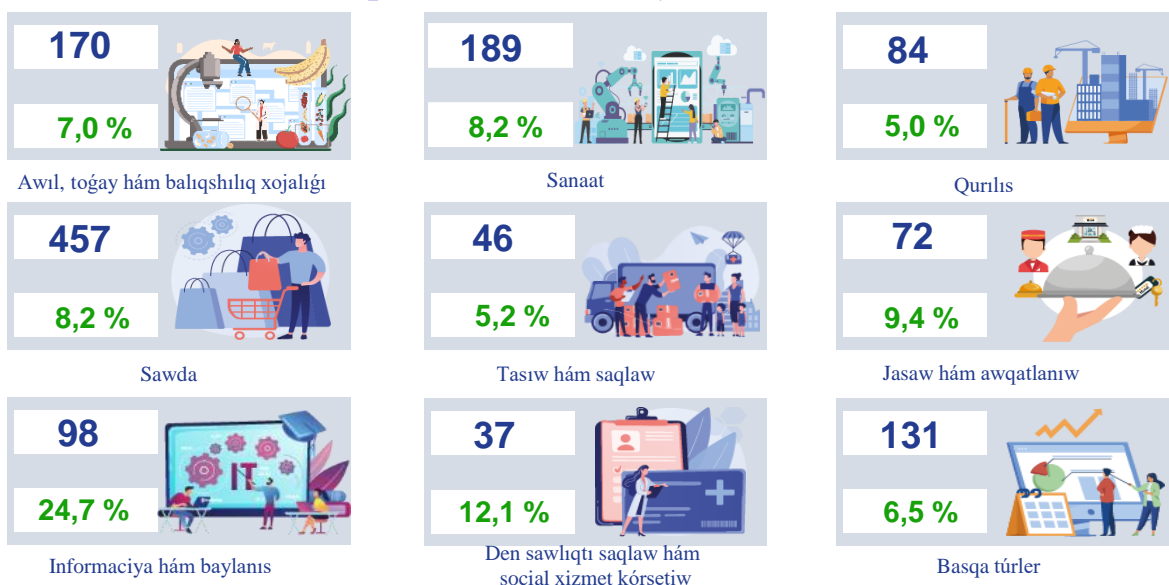 170
7,0 %
Awıl, toǵay hám balıqshılıq xojalıǵı
189
8,2 %
Sanaat
84
5,0 %
Qurılıs
457
8,2 %
Sawda
46
5,2 %
Tasıw hám saqlaw
72
9,4 %
Jasaw hám awqatlanıw
98
24,7 %
IT
Informaciya hám baylanıs
37
12,1 %
Den sawlıqtı saqlaw hám
social xizmet kórsetiw
131
6,5 %
Basqa túrler